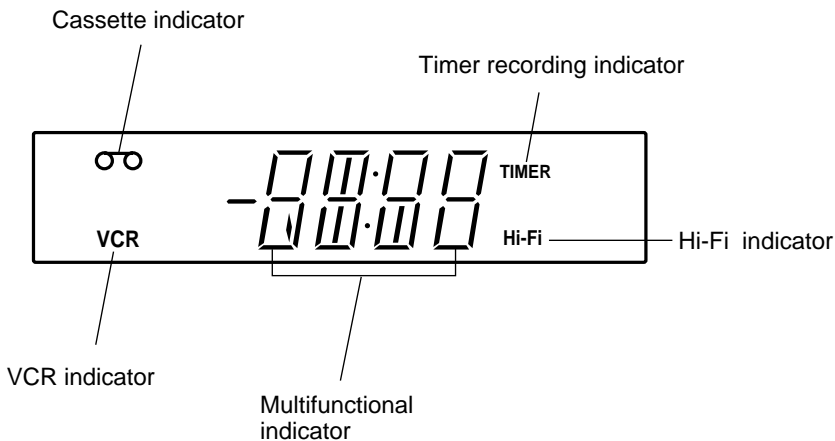 Cassette indicator
Timer recording indicator
TIMER
VCR
Hi-Fi
Hi-Fi indicator
VCR indicator
Multifunctional
indicator